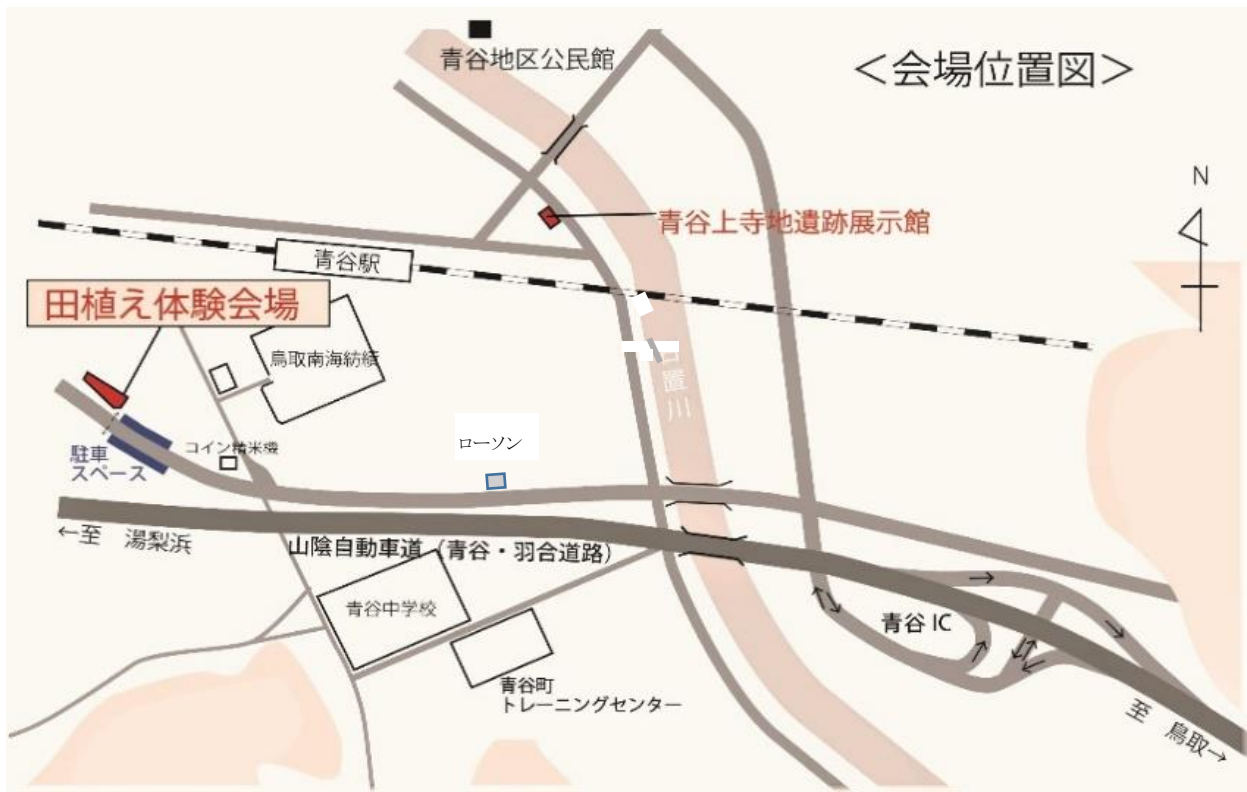 青谷地区公民館
＜会場位置図＞
N
青谷上寺地遺跡展示館
青谷駅
田植え体験会場
鳥取南海紡績
日置川
ローソン
コイン精米機
駐車
スペース
←至 湯梨浜
山陰自動車道（青谷・羽合道路）
青谷中学校
青谷IC
青谷町
トレーニングセンター
至 鳥取→